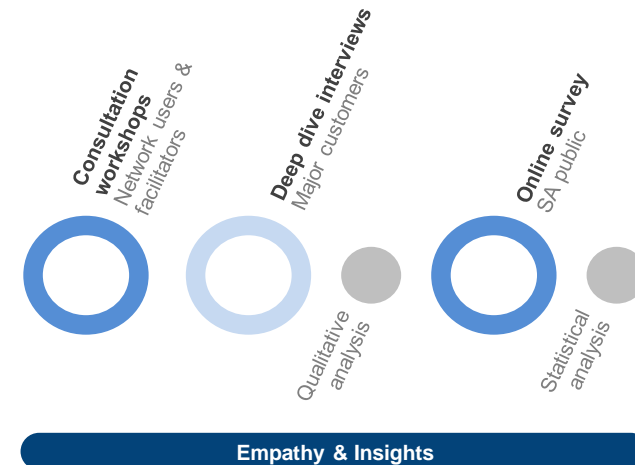 Consultation
workshops
Network users &
facilitators
Deep dive interviews
Major customers
Qualitative
analysis
Online survey
SA public
Statistical
analysis
Empathy & Insights